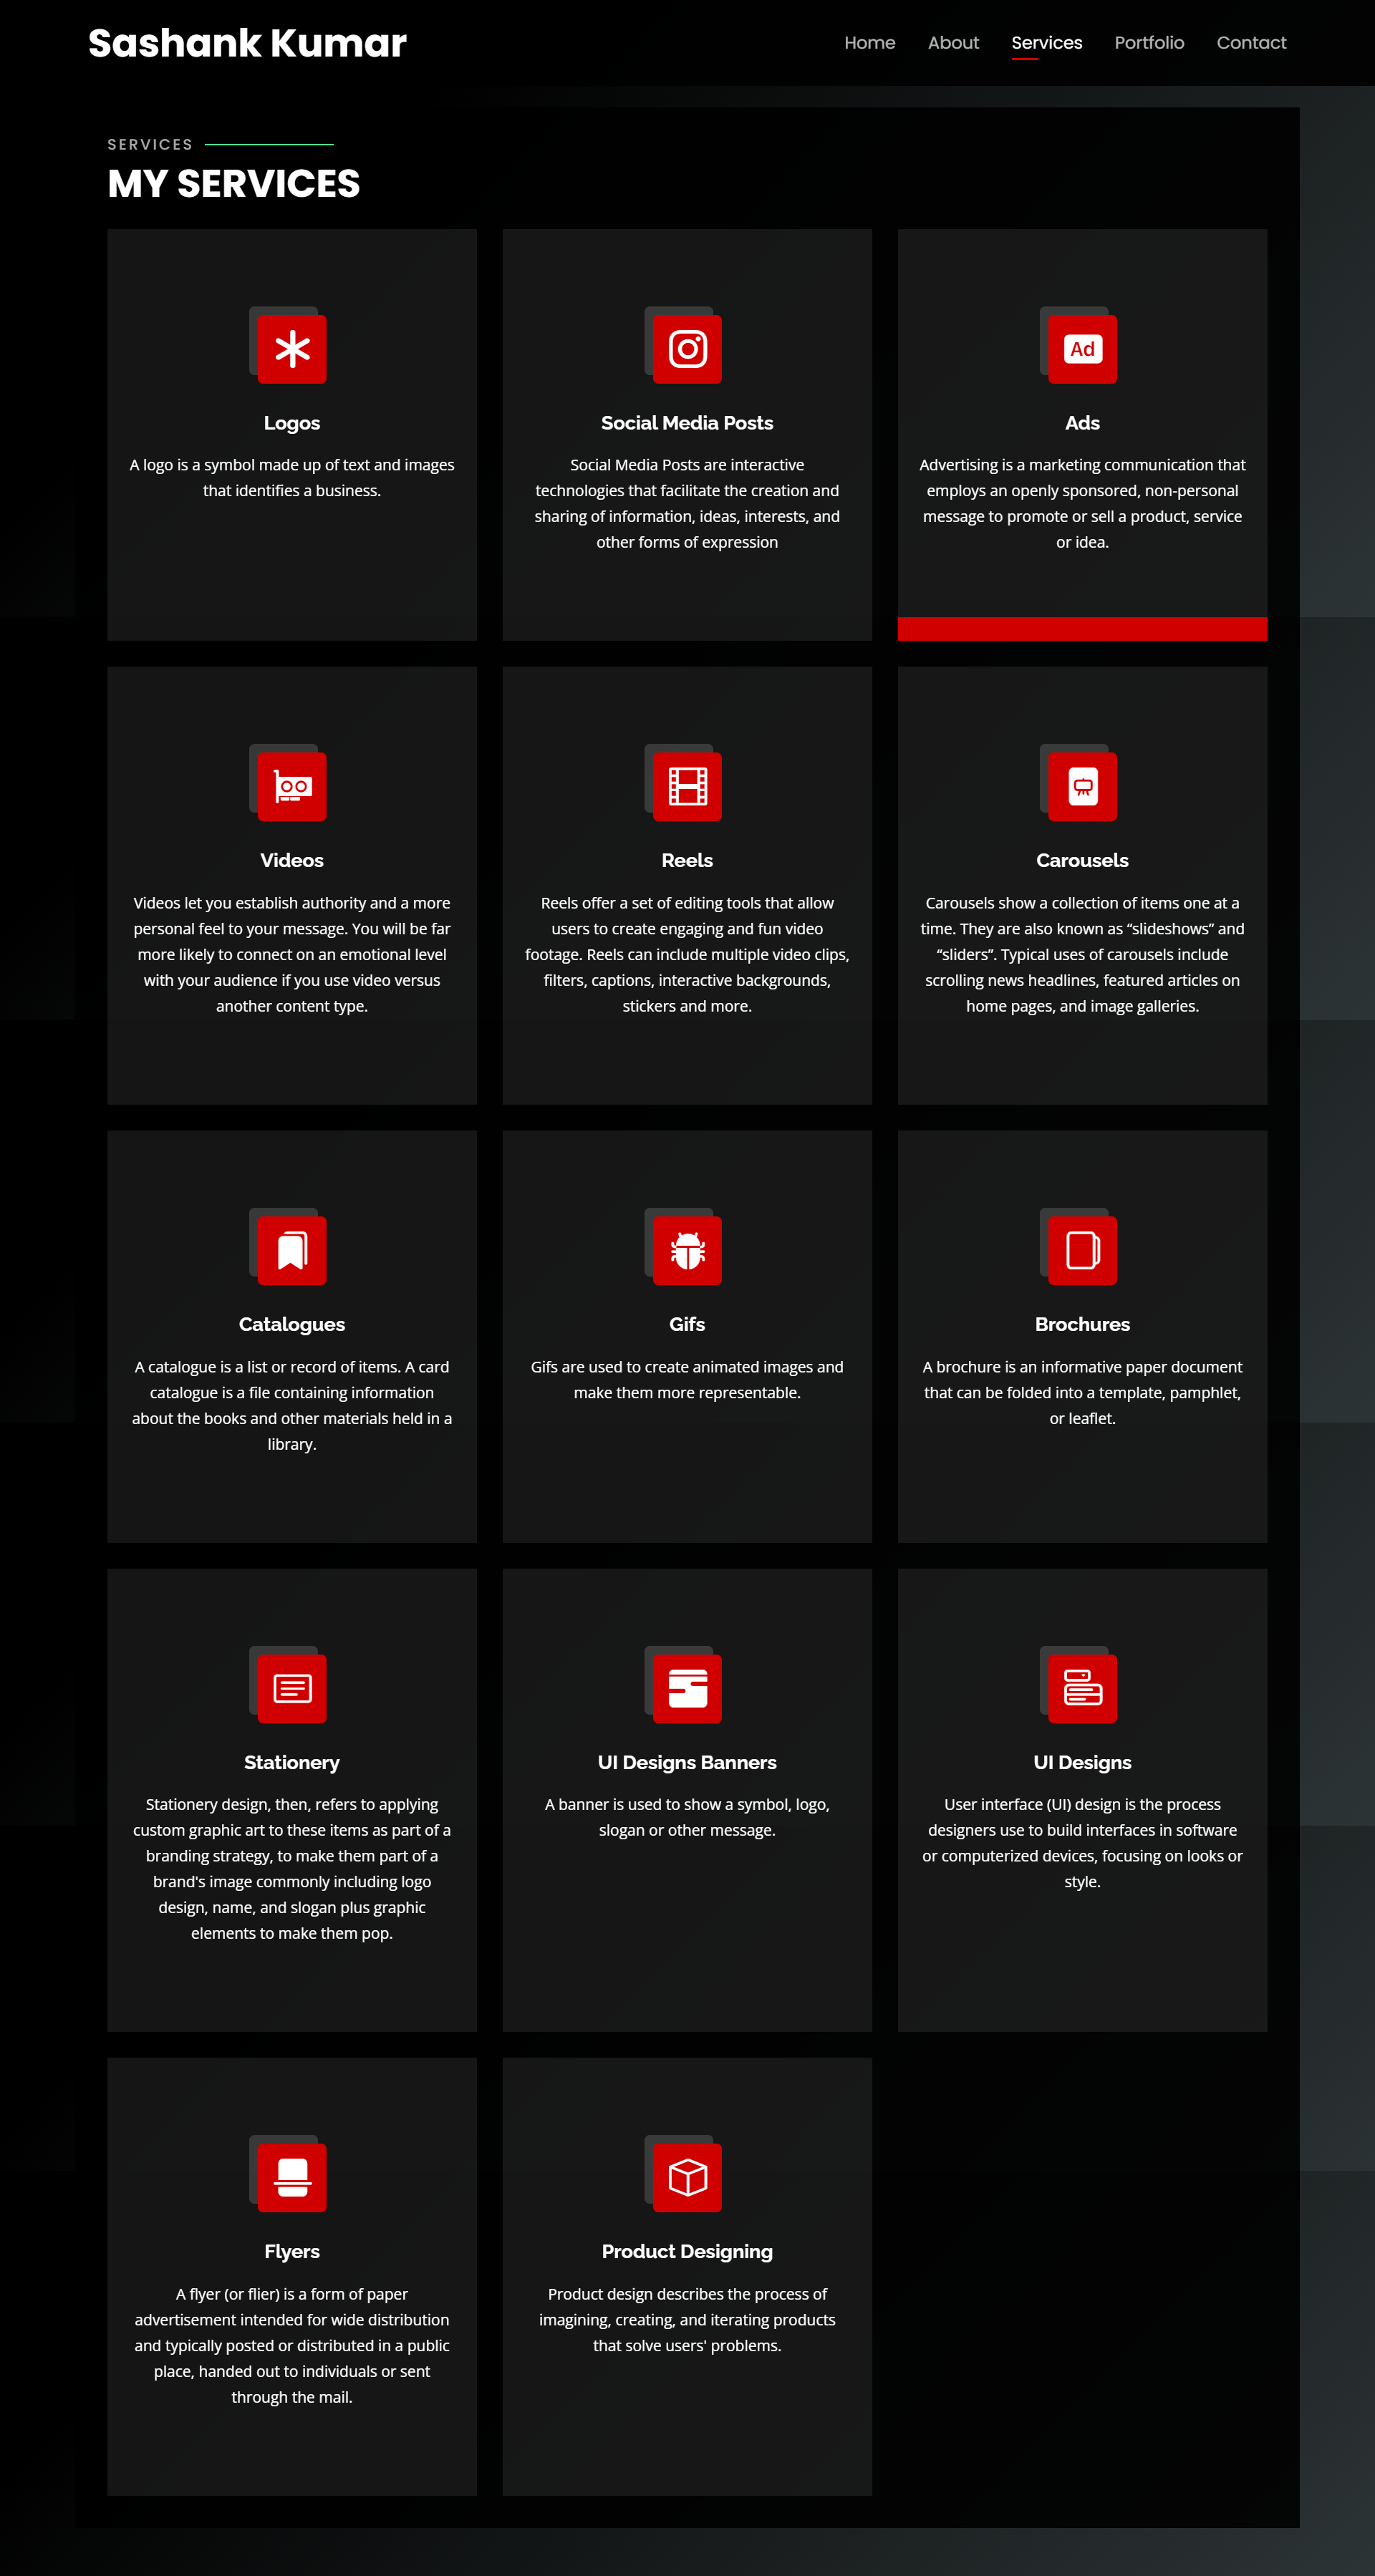 Sashank Kumar
Home About Services Portfolio Contact
SERVICES
MY SERVICES
Logos
A logo is a symbol made up of text and images
that identifies a business.
Social Media Posts
Social Media Posts are interactive
technologies that facilitate the creation and
sharing of information, ideas, interests, and
other forms of expression
Ad
Ads
Advertising is a marketing communication that
employs an openly sponsored, non-personal
message to promote or sell a product, service
or idea.
Videos
Videos let you establish authority and a more
personal feel to your message. You will be far
more likely to connect on an emotional level
with your audience if you use video versus
another content type.
Reels
Reels offer a set of editing tools that allow
users to create engaging and fun video
footage. Reels can include multiple video clips,
filters, captions, interactive backgrounds,
stickers and more.
Carousels
Carousels show a collection of items one at a
time. They are also known as “slideshows” and
“sliders”. Typical uses of carousels include
scrolling news headlines, featured articles on
home pages, and image galleries.
Catalogues
A catalogue is a list or record of items. A card
catalogue is a file containing information
about the books and other materials held in a
library.
Gifs
Gifs are used to create animated images and
make them more representable.
Brochures
A brochure is an informative paper document
that can be folded into a template, pamphlet,
or leaflet.
Stationery
Stationery design, then, refers to applying
custom graphic art to these items as part of a
branding strategy, to make them part of a
brand's image commonly including logo
design, name, and slogan plus graphic
elements to make them pop.
UI Designs Banners
A banner is used to show a symbol, logo,
slogan or other message.
UI Designs
User interface (UI) design is the process
designers use to build interfaces in software
or computerized devices, focusing on looks or
style.
Flyers
A flyer (or flier) is a form of paper
advertisement intended for wide distribution
and typically posted or distributed in a public
place, handed out to individuals or sent
through the mail.
Product Designing
Product design describes the process of
imagining, creating, and iterating products
that solve users' problems.